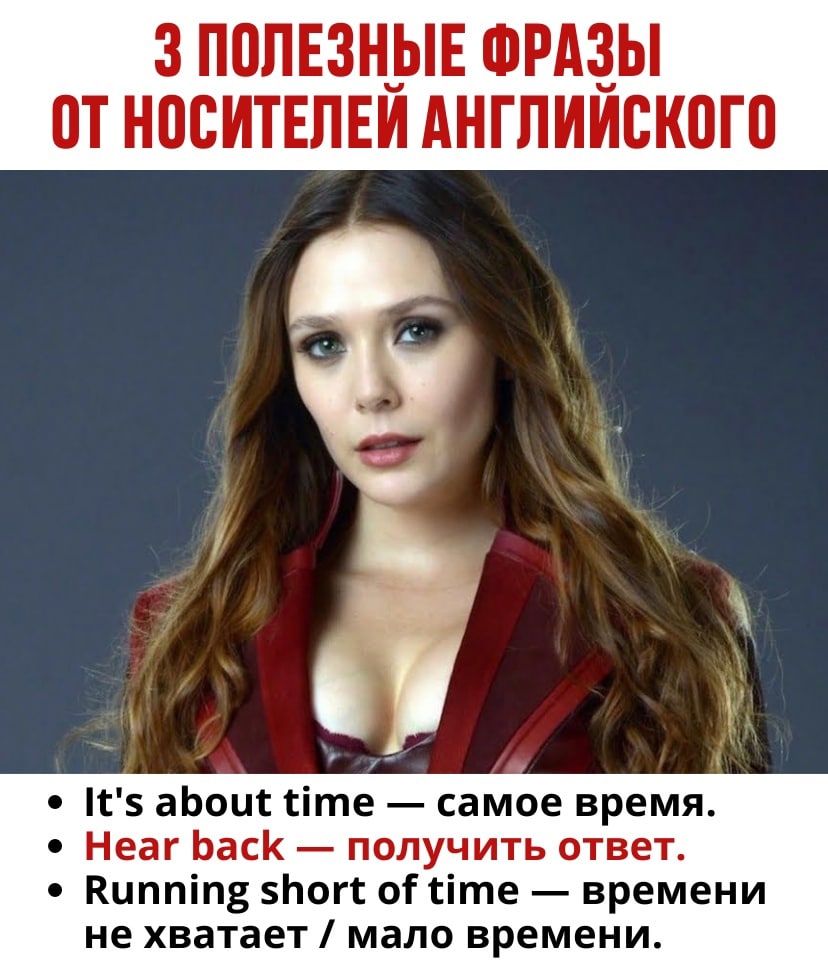 3 ПОЛЕЗНЫЕ ФРАЗЫ
ОТ НОСИТЕЛЕЙ АНГЛИЙСКОГО
• It's about time — самое время.
• Hear back — получить ответ.
• Running short of time — времени
не хватает / мало времени.